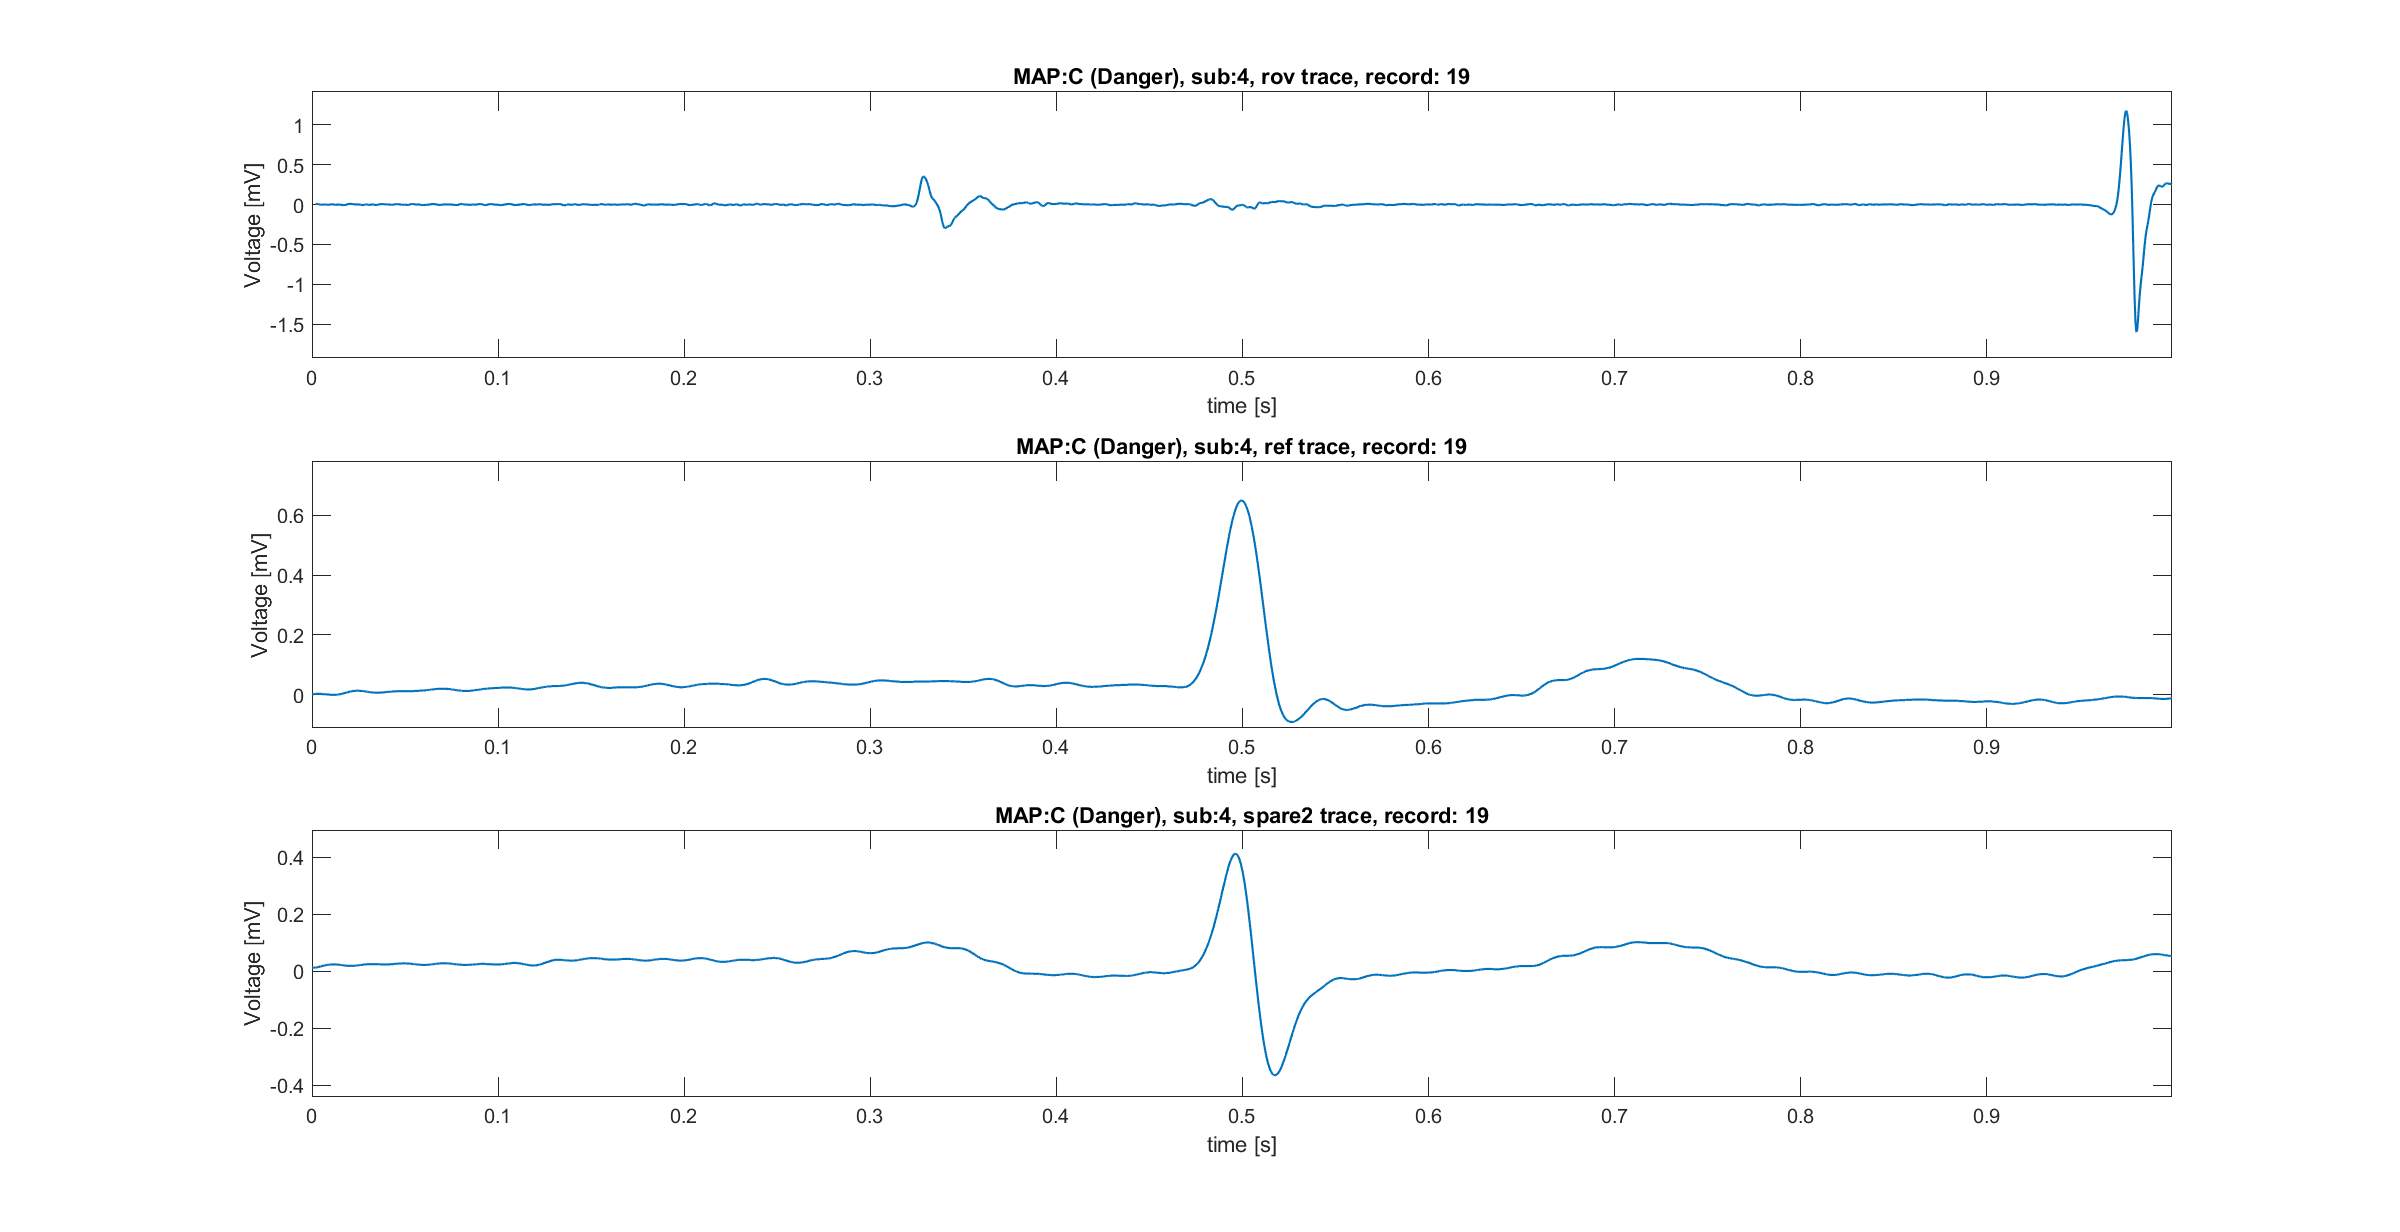 MAP:C (Danger), sub:4, rov trace, record: 19
Voltage [mV]
1
0.5
0
-0.5
-1
-1.5
0 0.1 0.2 0.3 0.4 0.5 0.6 0.7 0.8 0.9
time [s]
MAP:C (Danger), sub:4, ref trace, record: 19
Voltage [mV]
0.6
0.4
0.2
0
0 0.1 0.2 0.3 0.4 0.5 0.6 0.7 0.8 0.9
time [s]
MAP:C (Danger), sub:4, spare2 trace, record: 19
Voltage [mV]
0.4
0.2
0
-0.2
-0.4
0 0.1 0.2 0.3 0.4 0.5 0.6 0.7 0.8 0.9
time [s]